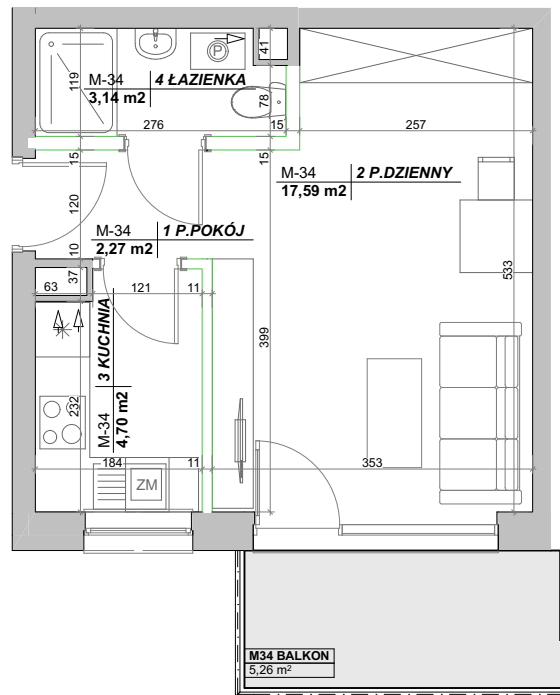 41
M-34 4 ŁAZIENKA
3,14 m2
P
119
78
276
15
257
15
15
M-34 2 P.DZIENNY
17,59 m2
120
M-34 1 P.POKÓJ
2,27 m2
10
533
37
63
121
11
399
M-34 3 KUCHNIA
4,70 m2
232
184
11
353
ZM
M34 BALKON
5,26 m²